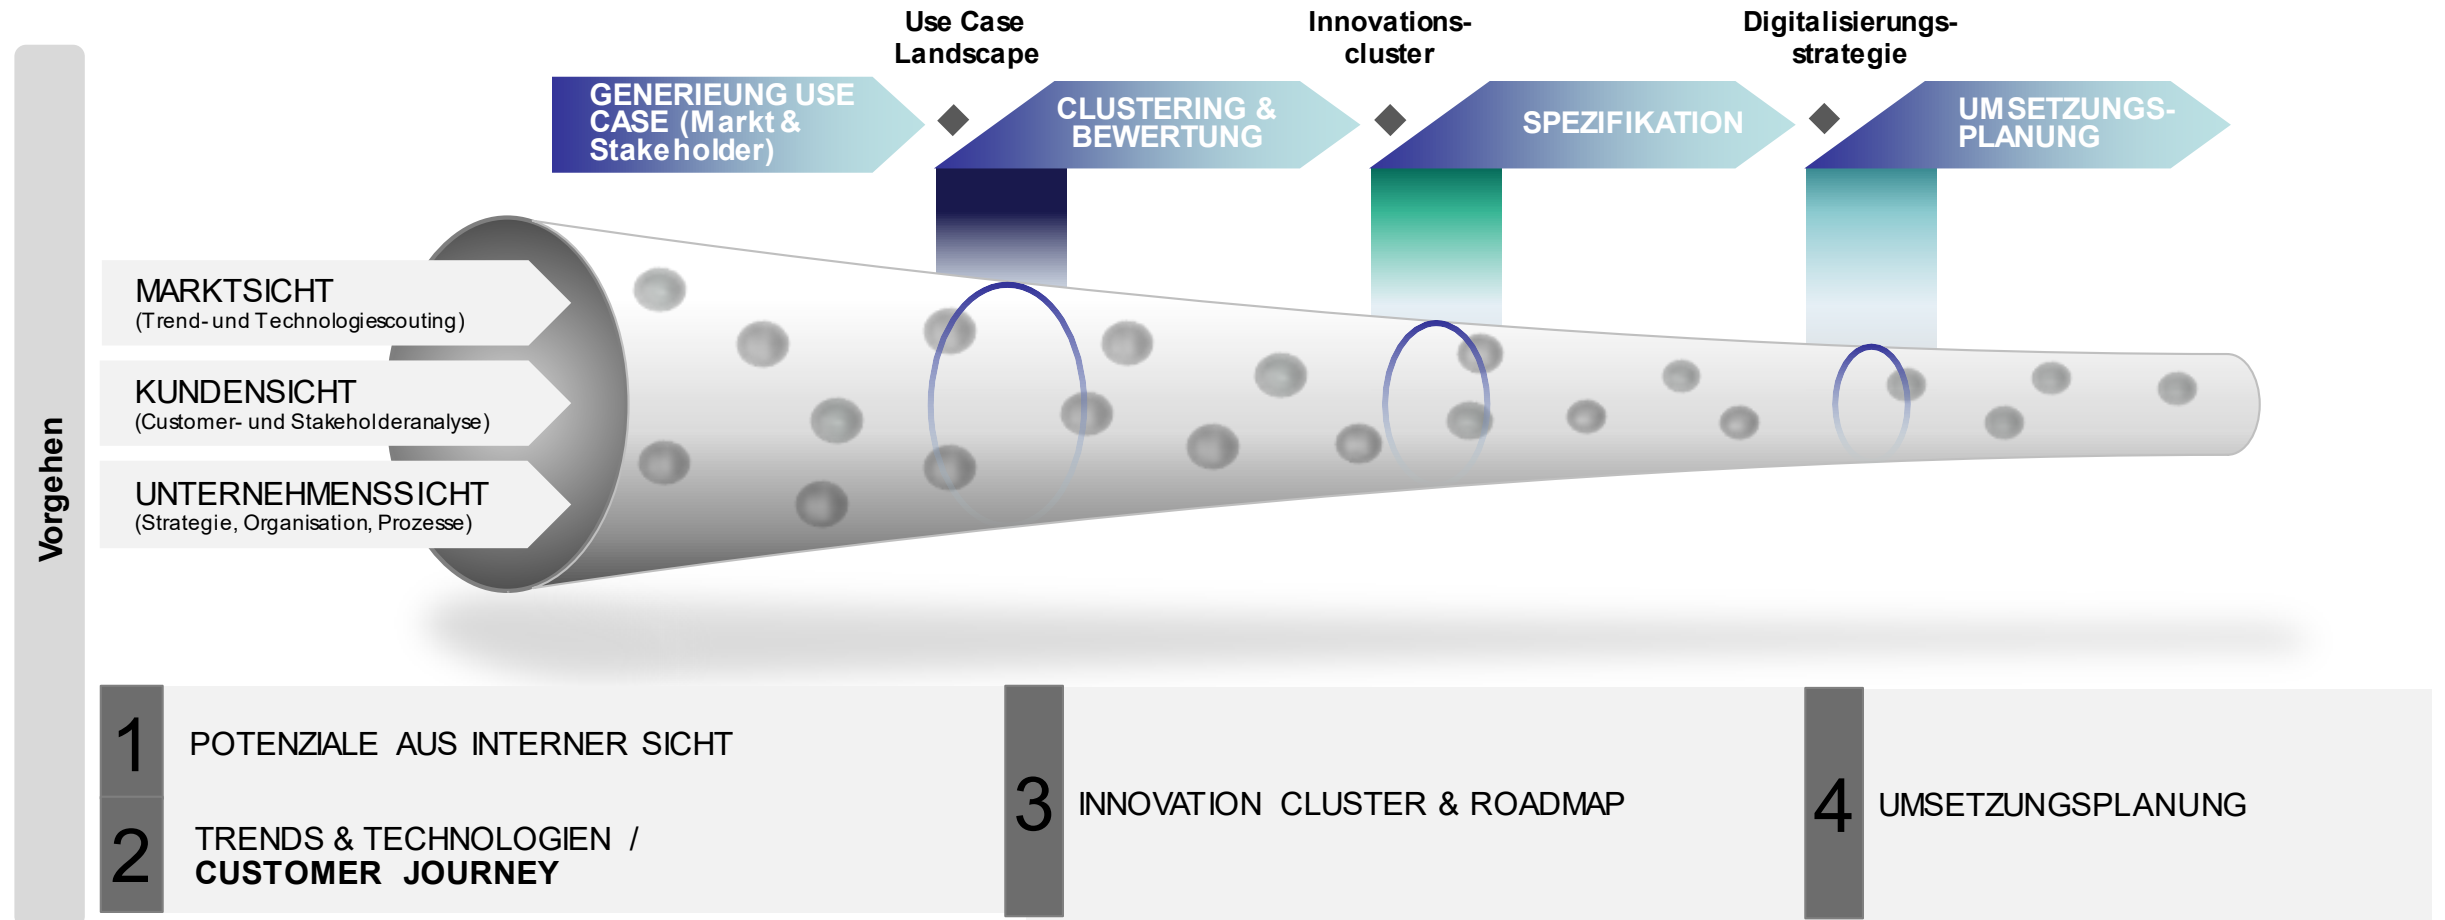 Use Case
Landscape
Innovations-
cluster
Digitalisierungs-
strategie
GENERIEUNG USE
CASE (Markt &
Stakeholder)
CLUSTERING &
BEWERTUNG
SPEZIFIKATION
UMSETZUNGS-
PLANUNG
Vorgehen
MARKTSICHT
(Trend- und Technologiescouting)
KUNDENSICHT
(Customer- und Stakeholderanalyse)
UNTERNEHMENSSICHT
(Strategie, Organisation, Prozesse)
1
POTENZIALE AUS INTERNER SICHT
2
TRENDS & TECHNOLOGIEN /
CUSTOMER JOURNEY
3
INNOVATION CLUSTER & ROADMAP
4
UMSETZUNGSPLANUNG